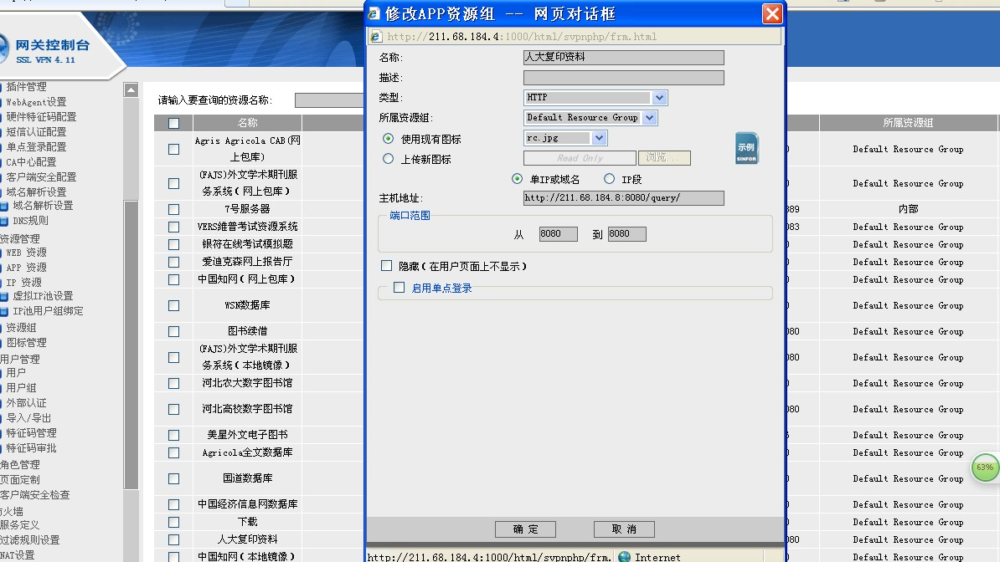 修改APP资源组 -- 网页对话框
http://211.68.184.4:1000/html/svpnphp/frm.html
网关控制台
SSL VPN 4.11
插件管理
WebAgent设置
硬件特征码配置
短信认证配置
单点登录配置
CA中心配置
客户端安全配置
域名解析设置
域名解析设置
DNS规则
资源管理
WEB 资源
APP 资源
IP 资源
虚拟IP池设置
IP池用户组绑定
资源组
图标管理
用户管理
用户
用户组
外部认证
导入/导出
特征码管理
特征码审批
角色管理
页面定制
客户端安全检查
火墙
服务定义
过滤规则设置
NAT设置
请输入要查询的资源名称:
名称
Agris Agricola CAB(网
上包库)
(FAJS)外文学术期刊服
务系统(网上包库)
7号服务器
VERS维普考试资源系统
银符在线考试模拟题
爱迪克森网上报告厅
中国知网(网上包库)
WSN数据库
图书续借
(FAJS)外文学术期刊服
务系统(本地镜像)
河北农大数字图书馆
河北高校数字图书馆
美星外文电子图书
Agricola全文数据库
国道数据库
中国经济信息网数据库
下载
人大复印资料
中国知网(本地镜像)
名称:
人大复印资料
描述:
类型:
HTTP
所属资源组:
Default Resource Group
使用现有图标
rc.jpg
上传新图标
Read Only
浏览...
示例
SINFOR
单IP或域名
IP段
主机地址:
http://211.68.184.8:8080/query/
端口范围
从
8080
到
8080
隐藏(在用户页面上不显示)
启用单点登录
确 定
取 消
http://211.68.184.4:1000/html/svpnphp/frm.
Internet
所属资源组
Default Resource Group
Default Resource Group
389 内部
083 Default Resource Group
Default Resource Group
Default Resource Group
Default Resource Group
Default Resource Group
080 Default Resource Group
080 Default Resource Group
Default Resource Group
080 Default Resource Group
Default Resource Group
Default Resource Group
Default Resource Group
Default Resource Group
Default Resource Group
080 Default Resource Group
Default Resource Group
63%